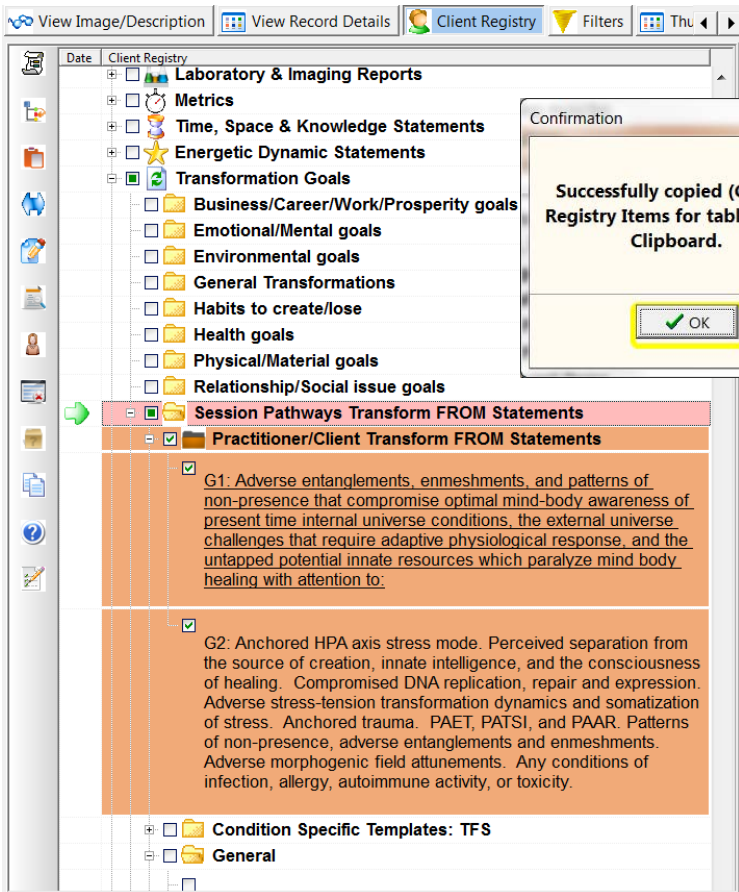 View Image/Description View Record Details Client Registry Filters Thu
Date Client Registry
Laboratory & Imaging Reports
Metrics
Time, Space & Knowledge Statements
Energetic Dynamic Statements
Transformation Goals
Business/Career/Work/Prosperity goals
Emotional/Mental goals
Environmental goals
General Transformations
Habits to create/lose
Health goals
Physical/Material goals
Relationship/Social issue goals
Confirmation
Successfully copied (
Registry Items for tabl
Clipboard.
OK
Session Pathways Transform FROM Statements
Practitioner/Client Transform FROM Statements
G1: Adverse entanglements, enmeshments, and patterns of
non-presence that compromise optimal mind-body awareness of
present time internal universe conditions, the external universe
challenges that require adaptive physiological response, and the
untapped potential innate resources which paralyze mind body
healing with attention to:
G2: Anchored HPA axis stress mode. Perceived separation from
the source of creation, innate intelligence, and the consciousness
of healing.  Compromised DNA replication, repair and expression.
Adverse stress-tension transformation dynamics and somatization
of stress.  Anchored trauma.  PAET, PATSI, and PAAR. Patterns
of non-presence, adverse entanglements and enmeshments.
Adverse morphogenic field attunements.  Any conditions of
infection, allergy, autoimmune activity, or toxicity.
Condition Specific Templates: TFS
General